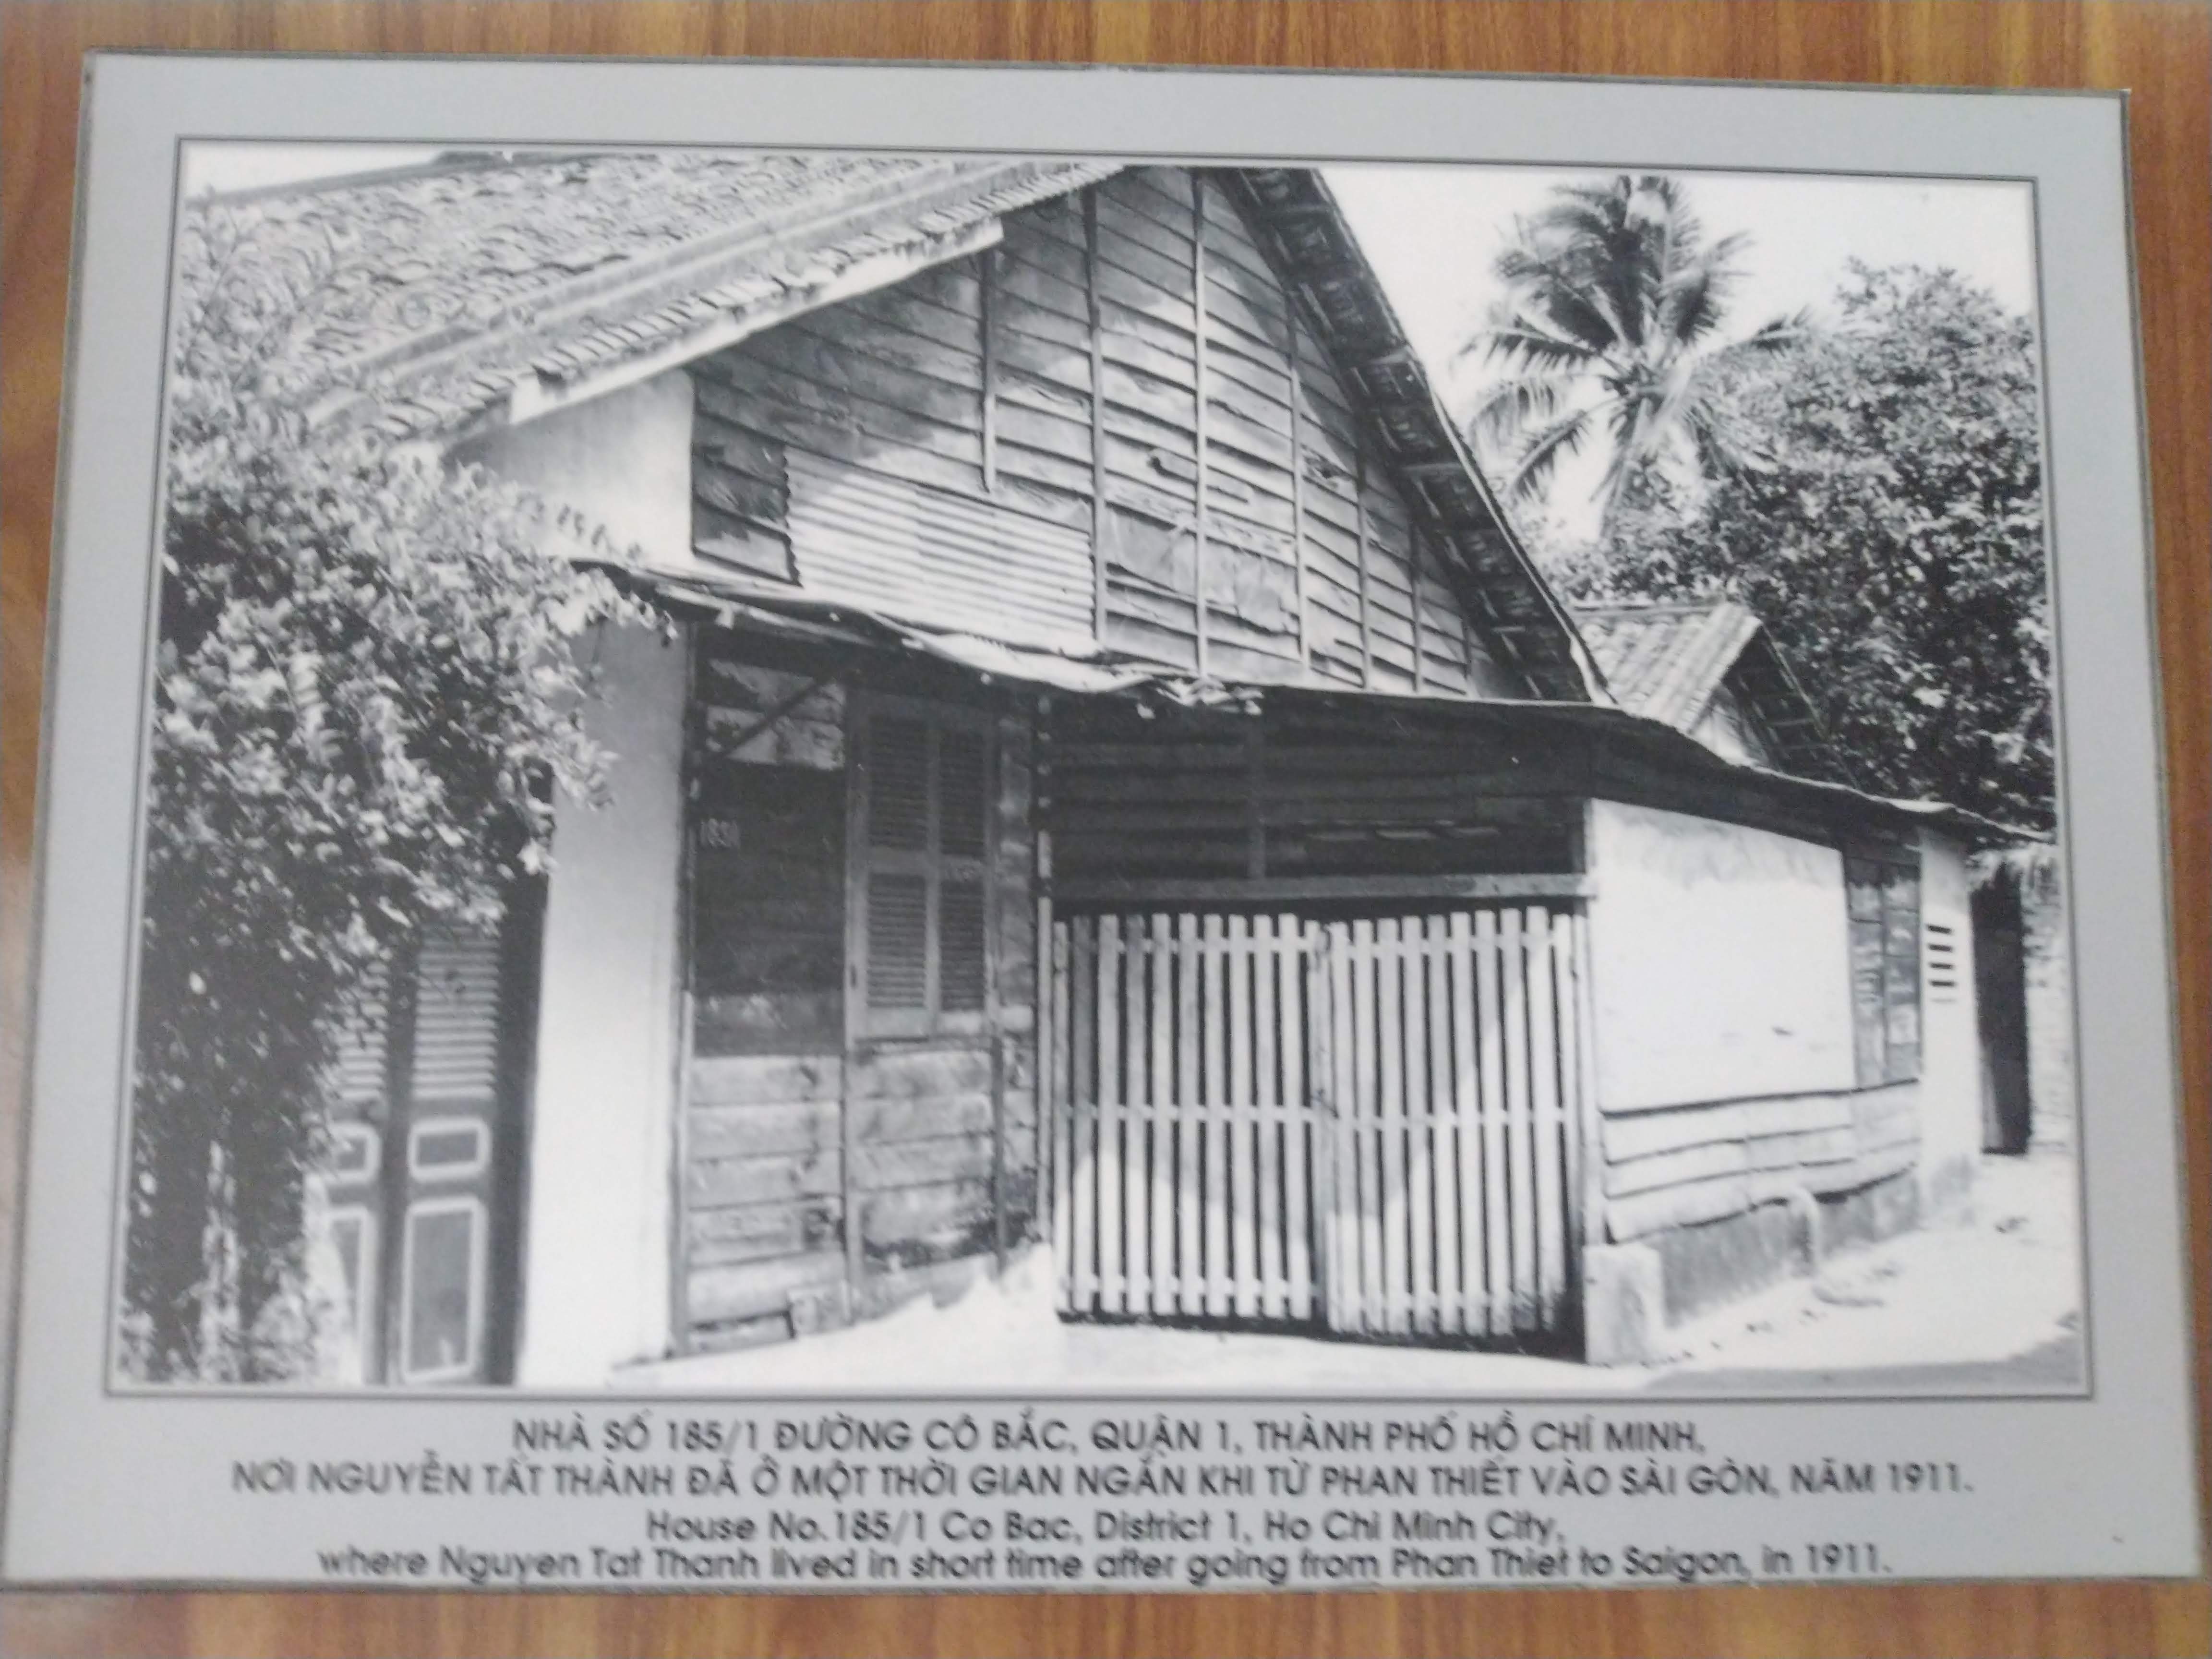 NHÀ SỐ 185/1 ĐƯỜNG CÔ BẮC, QUẬN 1, THÀNH PHỐ HỒ CHÍ MINH,
NƠI NGUYỄN TẤT THÀNH ĐÃ Ở MỘT THỜI GIAN NGẮN KHI TỪ PHAN THIẾT VÀO SÀI GÒN, NĂM 1911.
House No.185/1 Co Bac, District 1, Ho Chi Minh City,
where Nguyen Tat Thanh lived in short time after going from Phan Thiet to Saigon, in 1911.